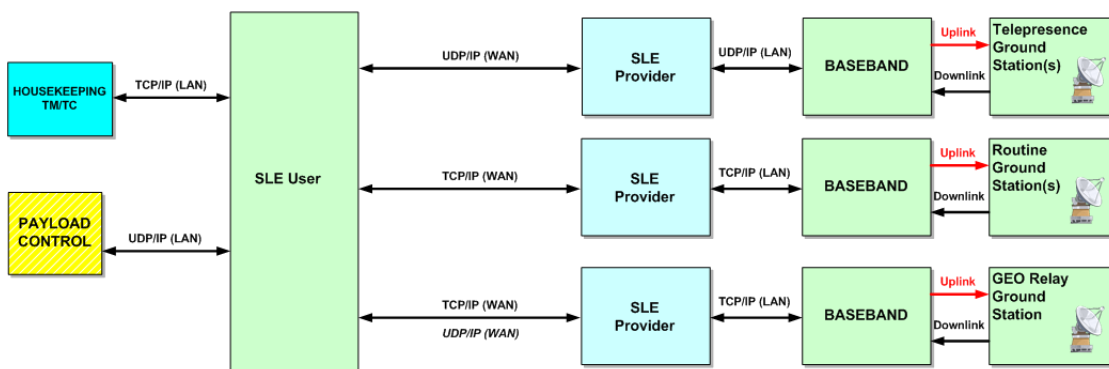 HOUSEKEEPING
TM/TC
TCP/IP (LAN)
PAYLOAD
CONTROL
UDP/IP (LAN)
SLE User
UDP/IP (WAN)
SLE
Provider
UDP/IP (LAN)
BASEBAND
Uplink
Downlink
Telepresence
Ground
Station(s)
TCP/IP (WAN)
SLE
Provider
TCP/IP (LAN)
BASEBAND
Uplink
Downlink
Routine
Ground
Station(s)
TCP/IP (WAN)
UDP/IP (WAN)
SLE
Provider
TCP/IP (LAN)
BASEBAND
Uplink
Downlink
GEO Relay
Ground
Station